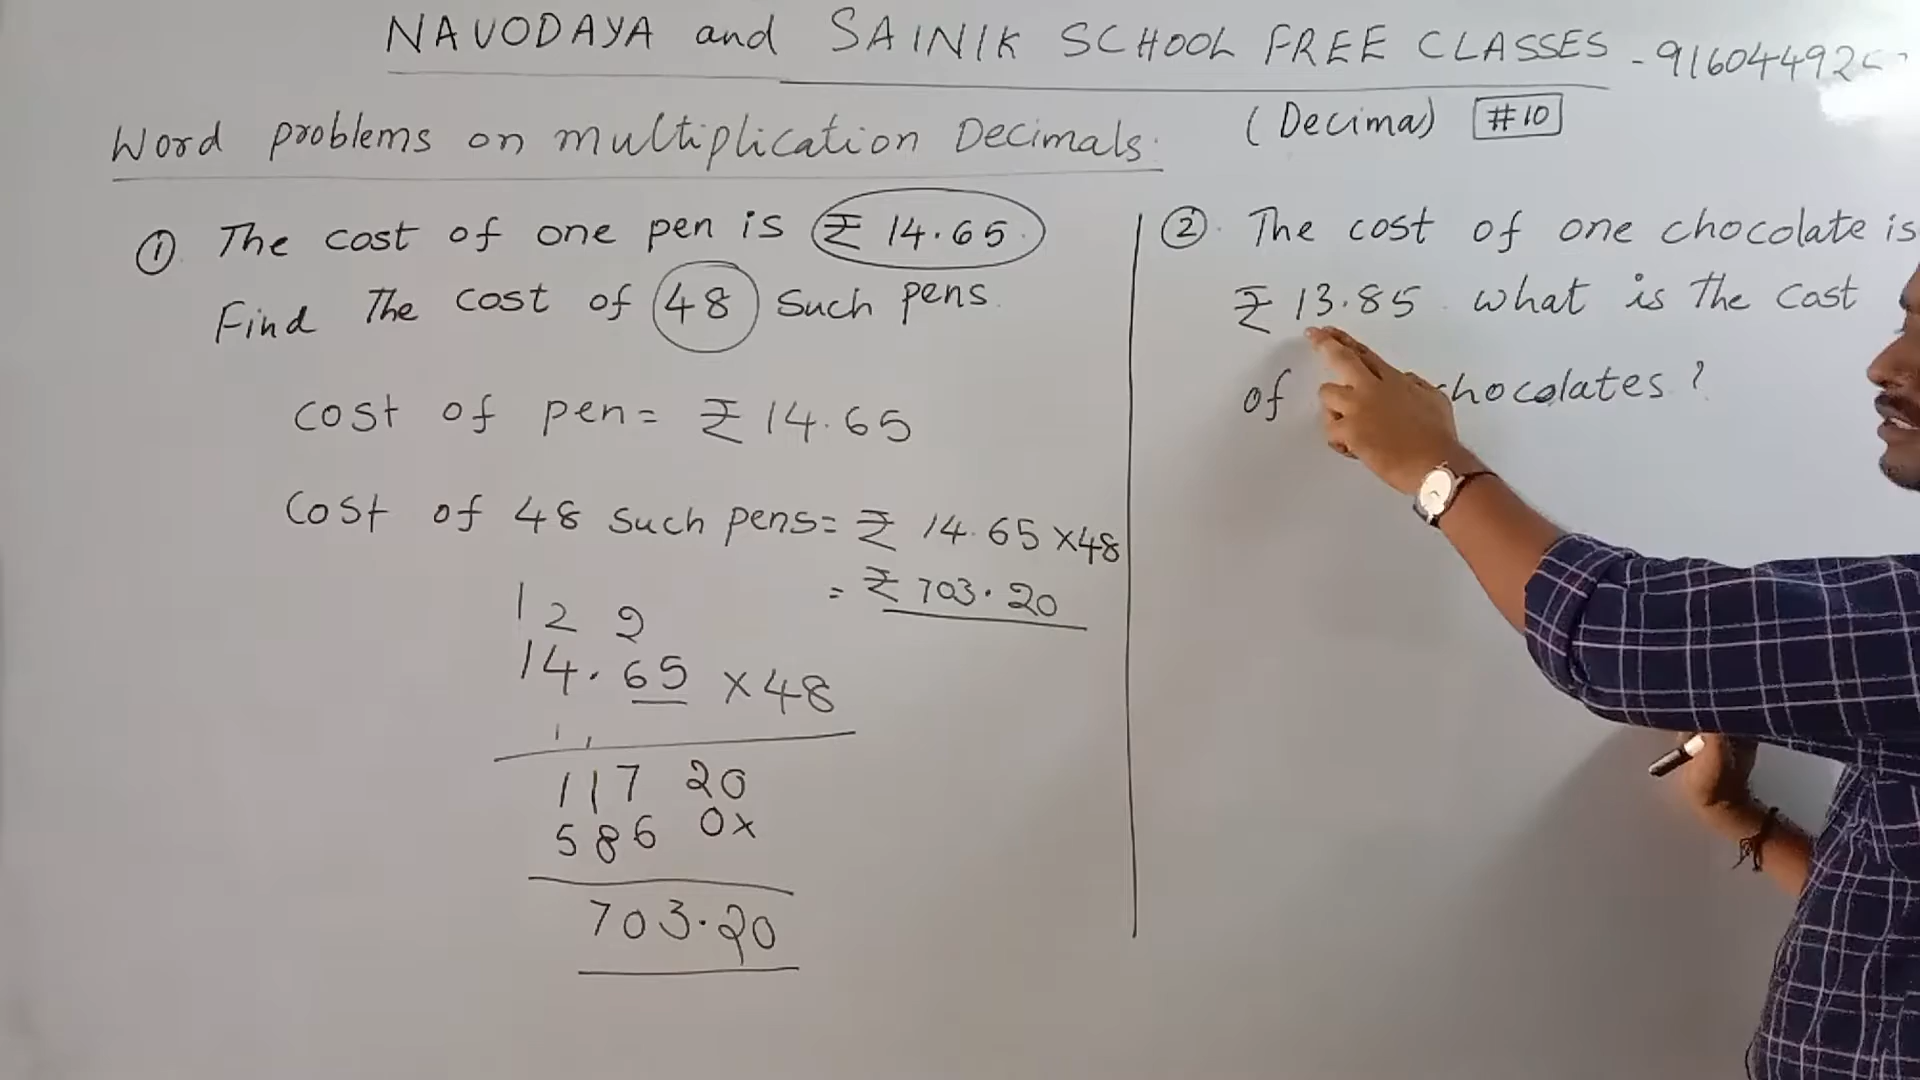 NAVODAYA and SAINIK SCHOOL FREE CLASSES
Word problems on multiplication Decimals.
(Decimal) #10
① The cost of one pen is ₹ 14.65.
Find The cost of 48 such pens.
cost of pen = ₹ 14.65
cost of 48 such pens = ₹ 14.65 ×48
= ₹ 703.20
1 2 2
14.65 ×48
1 1
117 20
586 0×
703.20
② The cost of one chocolate is
₹ 13.85. what is the cost
of chocolates?